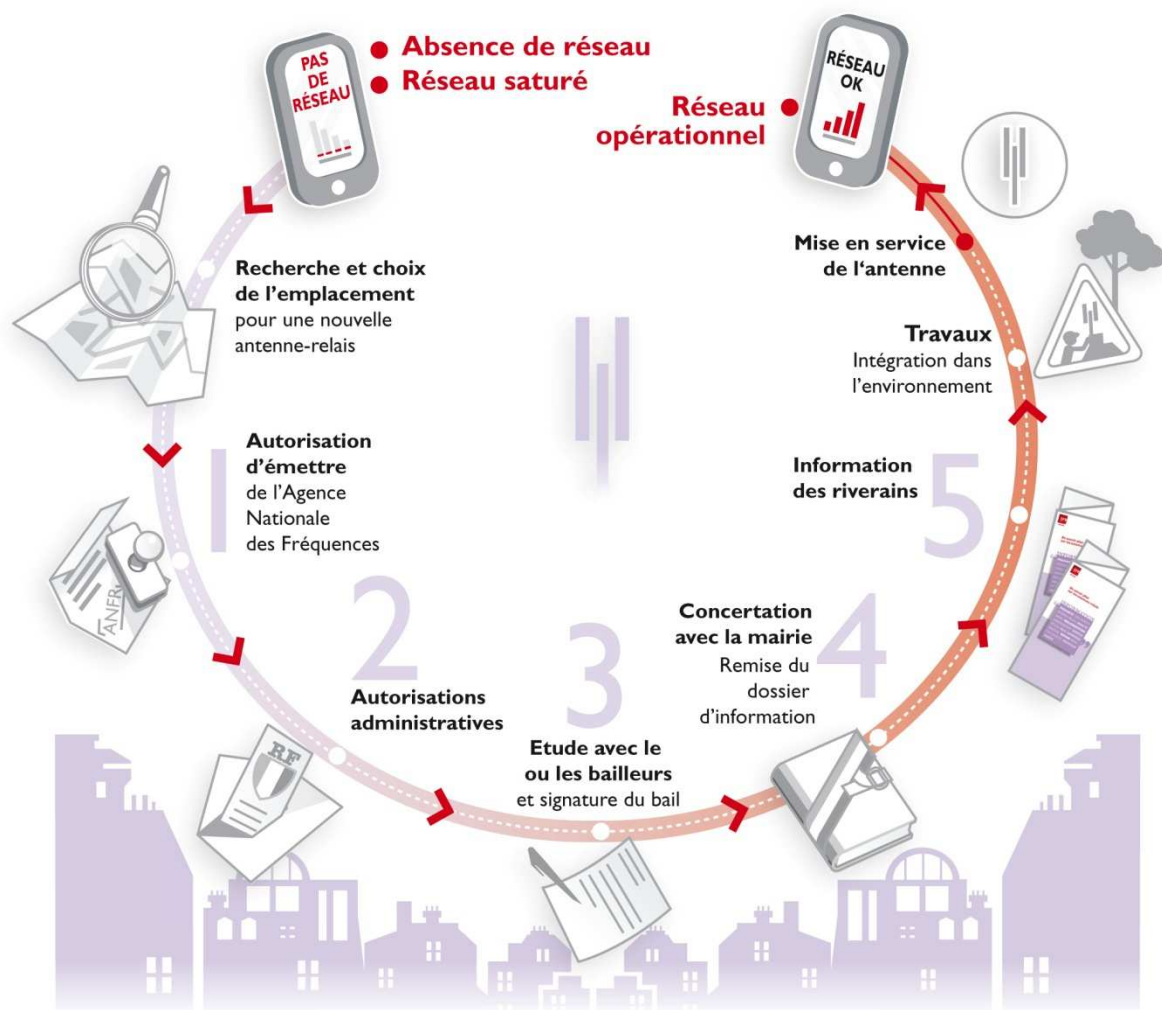 PAS
DE
RÉSEAU
Absence de réseau
Réseau saturé
Recherche et choix
de l'emplacement
pour une nouvelle
antenne-relais
1
Autorisation
d'émettre
de l'Agence
Nationale
des Fréquences
ANFR
2
Autorisations
administratives
RF
3
Etude avec le
ou les bailleurs
et signature du bail
4
Concertation
avec la mairie
Remise du
dossier
d'information
5
Information
des riverains
Travaux
Intégration dans
l'environnement
Mise en service
de l'antenne
Réseau
opérationnel
RÉSEAU
OK